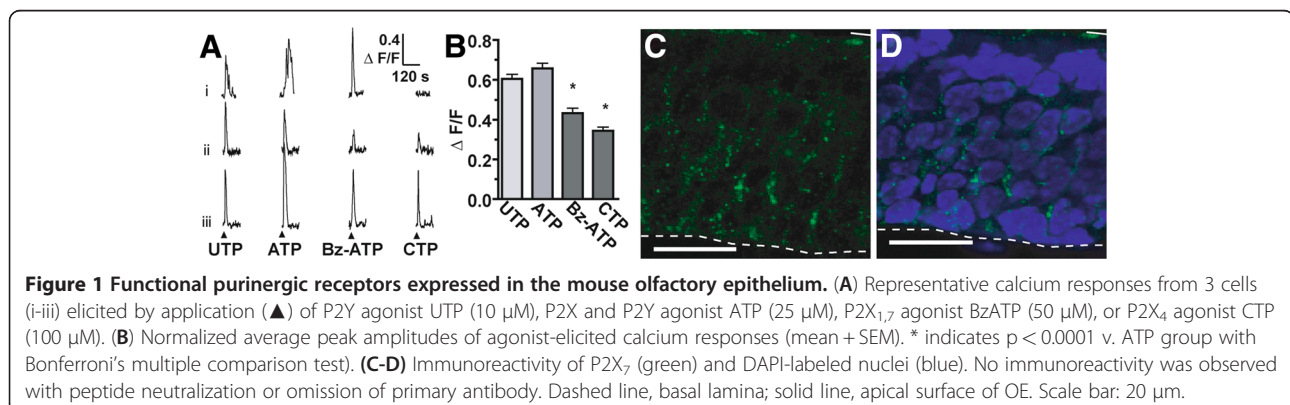 A
0.4
Δ F/F
120 s
i
ii
iii
UTP
ATP
Bz-ATP
CTP
B
Δ F/F
0.8
0.6
0.4
0.2
0.0
*
*
UTP
ATP
Bz-ATP
CTP
C
D
Figure 1 Functional purinergic receptors expressed in the mouse olfactory epithelium. (A) Representative calcium responses from 3 cells
(i-iii) elicited by application (▲) of P2Y agonist UTP (10 μM), P2X and P2Y agonist ATP (25 μM), P2X1,7 agonist BzATP (50 μM), or P2X4 agonist CTP
(100 μM). (B) Normalized average peak amplitudes of agonist-elicited calcium responses (mean + SEM). * indicates p < 0.0001 v. ATP group with
Bonferroni's multiple comparison test). (C-D) Immunoreactivity of P2X7 (green) and DAPI-labeled nuclei (blue). No immunoreactivity was observed
with peptide neutralization or omission of primary antibody. Dashed line, basal lamina; solid line, apical surface of OE. Scale bar: 20 μm.